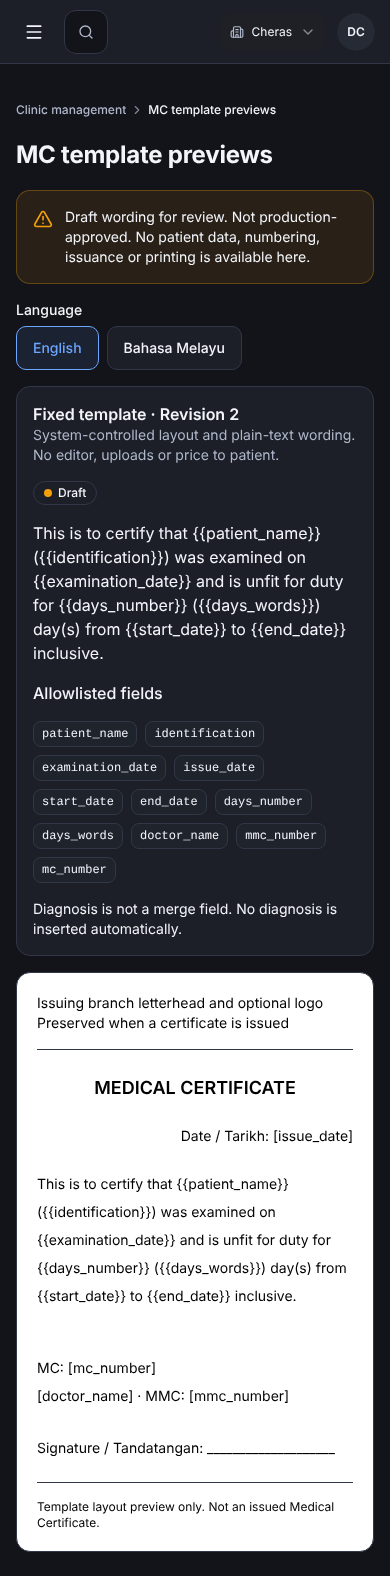 Cheras
DC
Clinic management > MC template previews
MC template previews
Draft wording for review. Not production-
approved. No patient data, numbering,
issuance or printing is available here.
Language
English
Bahasa Melayu
Fixed template · Revision 2
System-controlled layout and plain-text wording.
No editor, uploads or price to patient.
Draft
This is to certify that {{patient_name}}
({{identification}}) was examined on
{{examination_date}} and is unfit for duty
for {{days_number}} ({{days_words}})
day(s) from {{start_date}} to {{end_date}}
inclusive.
Allowlisted fields
patient_name identification
examination_date issue_date
start_date end_date days_number
days_words doctor_name mmc_number
mc_number
Diagnosis is not a merge field. No diagnosis is
inserted automatically.
Issuing branch letterhead and optional logo
Preserved when a certificate is issued
MEDICAL CERTIFICATE
Date / Tarikh: [issue_date]
This is to certify that {{patient_name}}
({{identification}}) was examined on
{{examination_date}} and is unfit for duty for
{{days_number}} ({{days_words}}) day(s) from
{{start_date}} to {{end_date}} inclusive.
MC: [mc_number]
[doctor_name] · MMC: [mmc_number]
Signature / Tandatangan: ___________________
Template layout preview only. Not an issued Medical
Certificate.